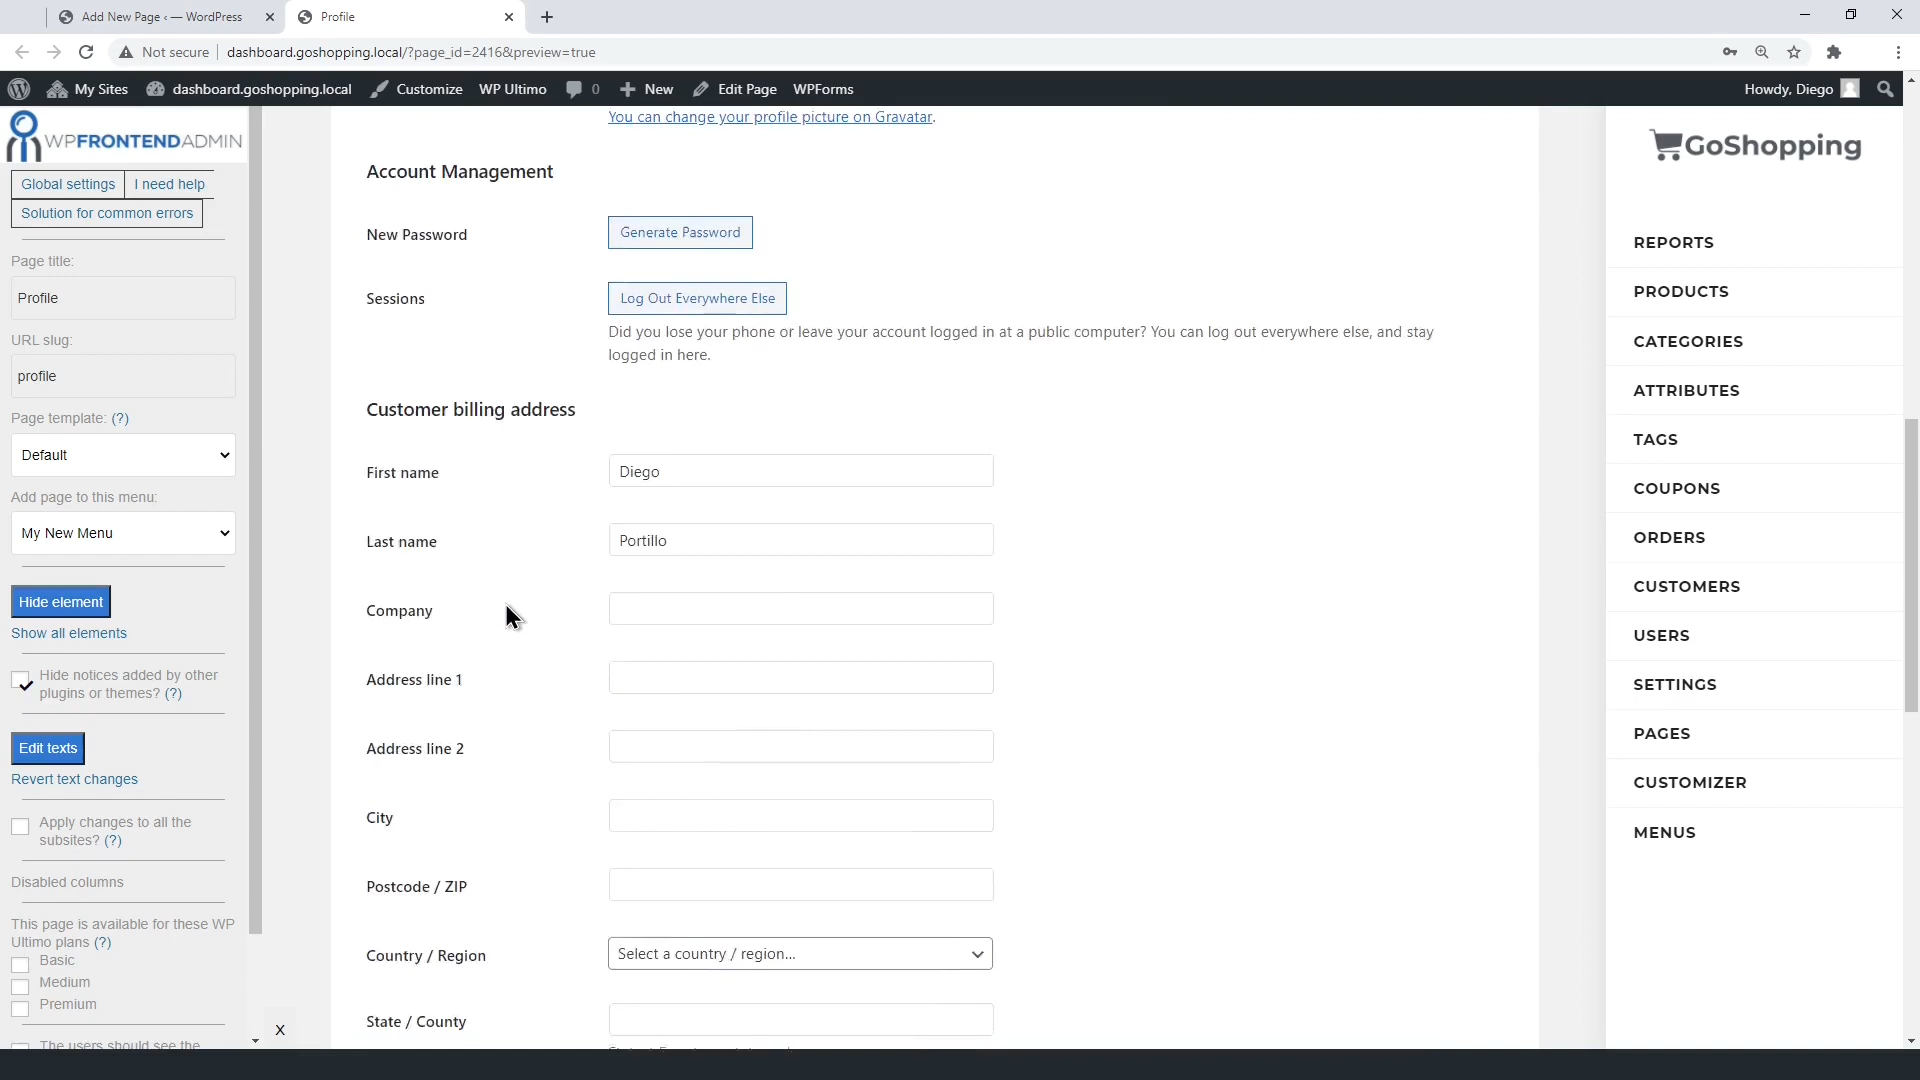 Add New Page ‹ — WordPress
Profile
Not secure
dashboard.goshopping.local/?page_id=2416&preview=true
My Sites
dashboard.goshopping.local
Customize
WP Ultimo
0
New
Edit Page
WPForms
Howdy, Diego
WPFRONTENDADMIN
Global settings
I need help
Solution for common errors
Page title:
Profile
URL slug:
profile
Page template: (?)
Default
Add page to this menu:
My New Menu
Hide element
Show all elements
Hide notices added by other
plugins or themes? (?)
Edit texts
Revert text changes
Apply changes to all the
subsites? (?)
Disabled columns
This page is available for these WP
Ultimo plans (?)
Basic
Medium
Premium
The users should see the
X
You can change your profile picture on Gravatar.
Account Management
New Password
Generate Password
Sessions
Log Out Everywhere Else
Did you lose your phone or leave your account logged in at a public computer? You can log out everywhere else, and stay
logged in here.
Customer billing address
First name
Diego
Last name
Portillo
Company
Address line 1
Address line 2
City
Postcode / ZIP
Country / Region
Select a country / region...
State / County
GoShopping
REPORTS
PRODUCTS
CATEGORIES
ATTRIBUTES
TAGS
COUPONS
ORDERS
CUSTOMERS
USERS
SETTINGS
PAGES
CUSTOMIZER
MENUS